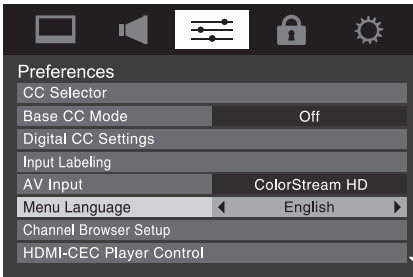 Preferences
CC Selector
Base CC Mode Off
Digital CC Settings
Input Labeling
AV Input ColorStream HD
Menu Language English
Channel Browser Setup
HDMI-CEC Player Control